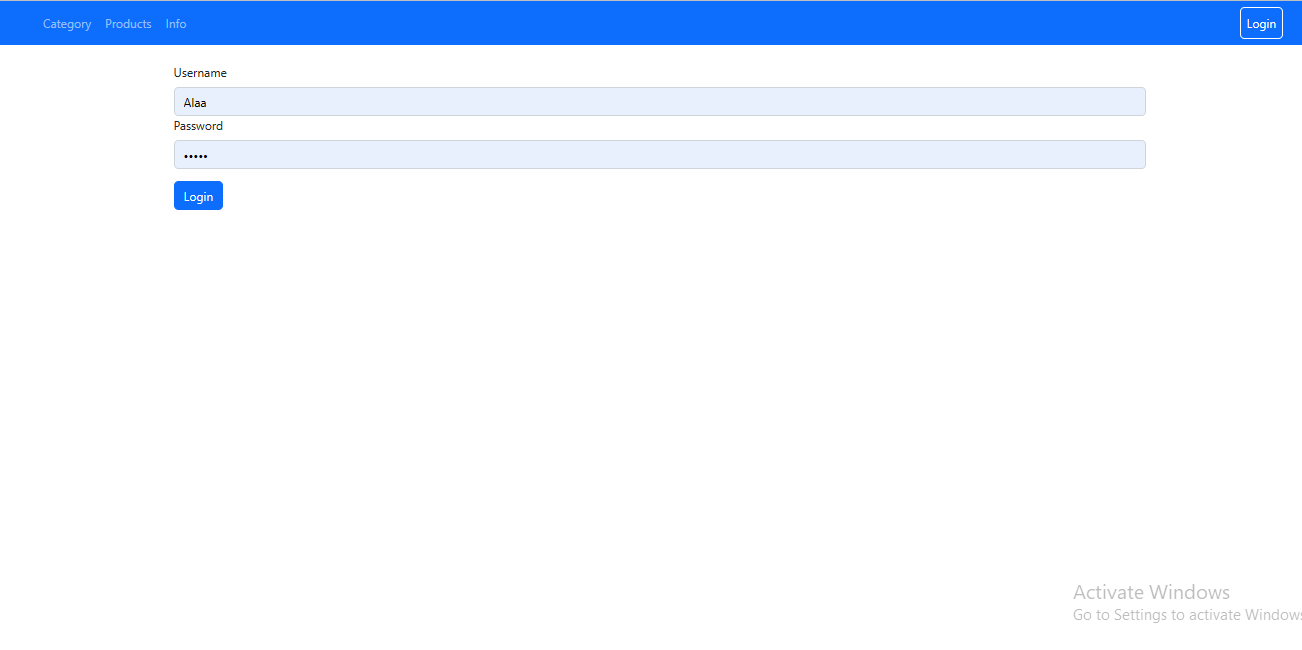 Category Products Info Login
Username
Alaa
Password
•••••
Login
Activate Windows
Go to Settings to activate Windows